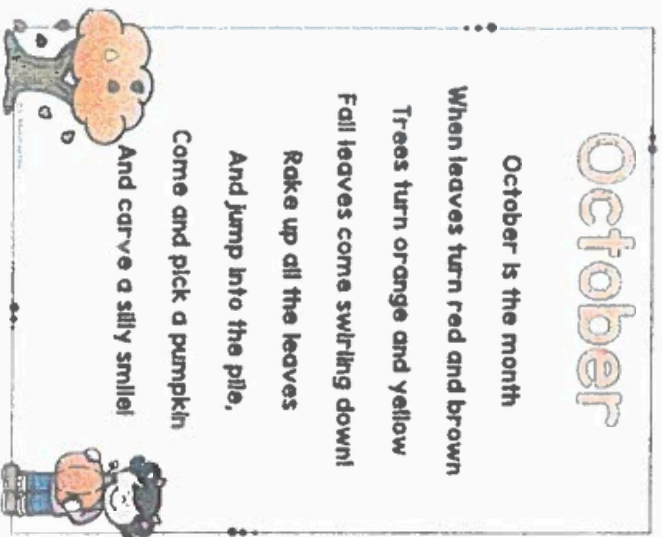 October
October is the month
When leaves turn red and brown
Trees turn orange and yellow
Fall leaves come swirling down!
Rake up all the leaves
And jump into the pile,
Come and pick a pumpkin
And carve a silly smile!